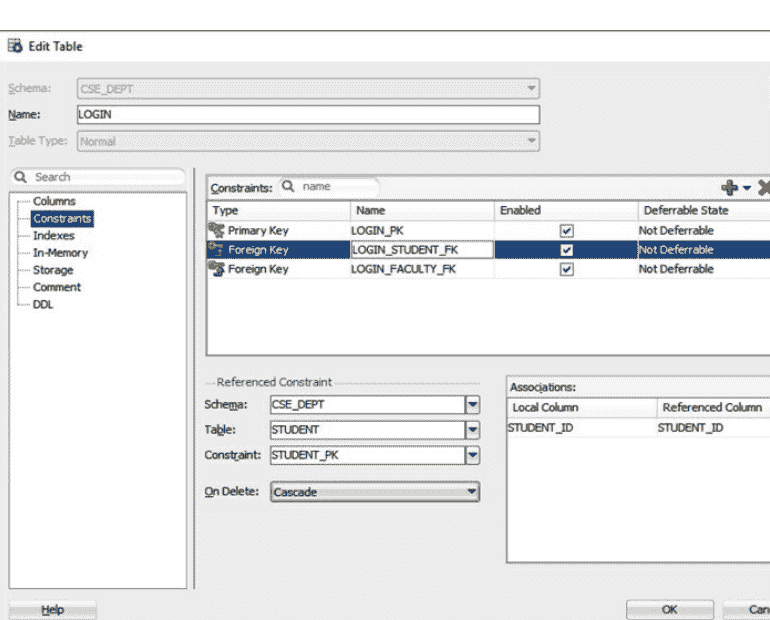 Edit Table
Schema: CSE_DEPT
Name: LOGIN
Table Type: Normal
Search
Columns
Constraints
Indexes
In-Memory
Storage
Comment
DDL
Constraints: name
Type Name Enabled Deferrable State
Primary Key LOGIN_PK Not Deferrable
Foreign Key LOGIN_STUDENT_FK Not Deferrable
Foreign Key LOGIN_FACULTY_FK Not Deferrable
Referenced Constraint
Schema: CSE_DEPT
Table: STUDENT
Constraint: STUDENT_PK
On Delete: Cascade
Associations:
Local Column Referenced Column
STUDENT_ID STUDENT_ID
Help OK Can